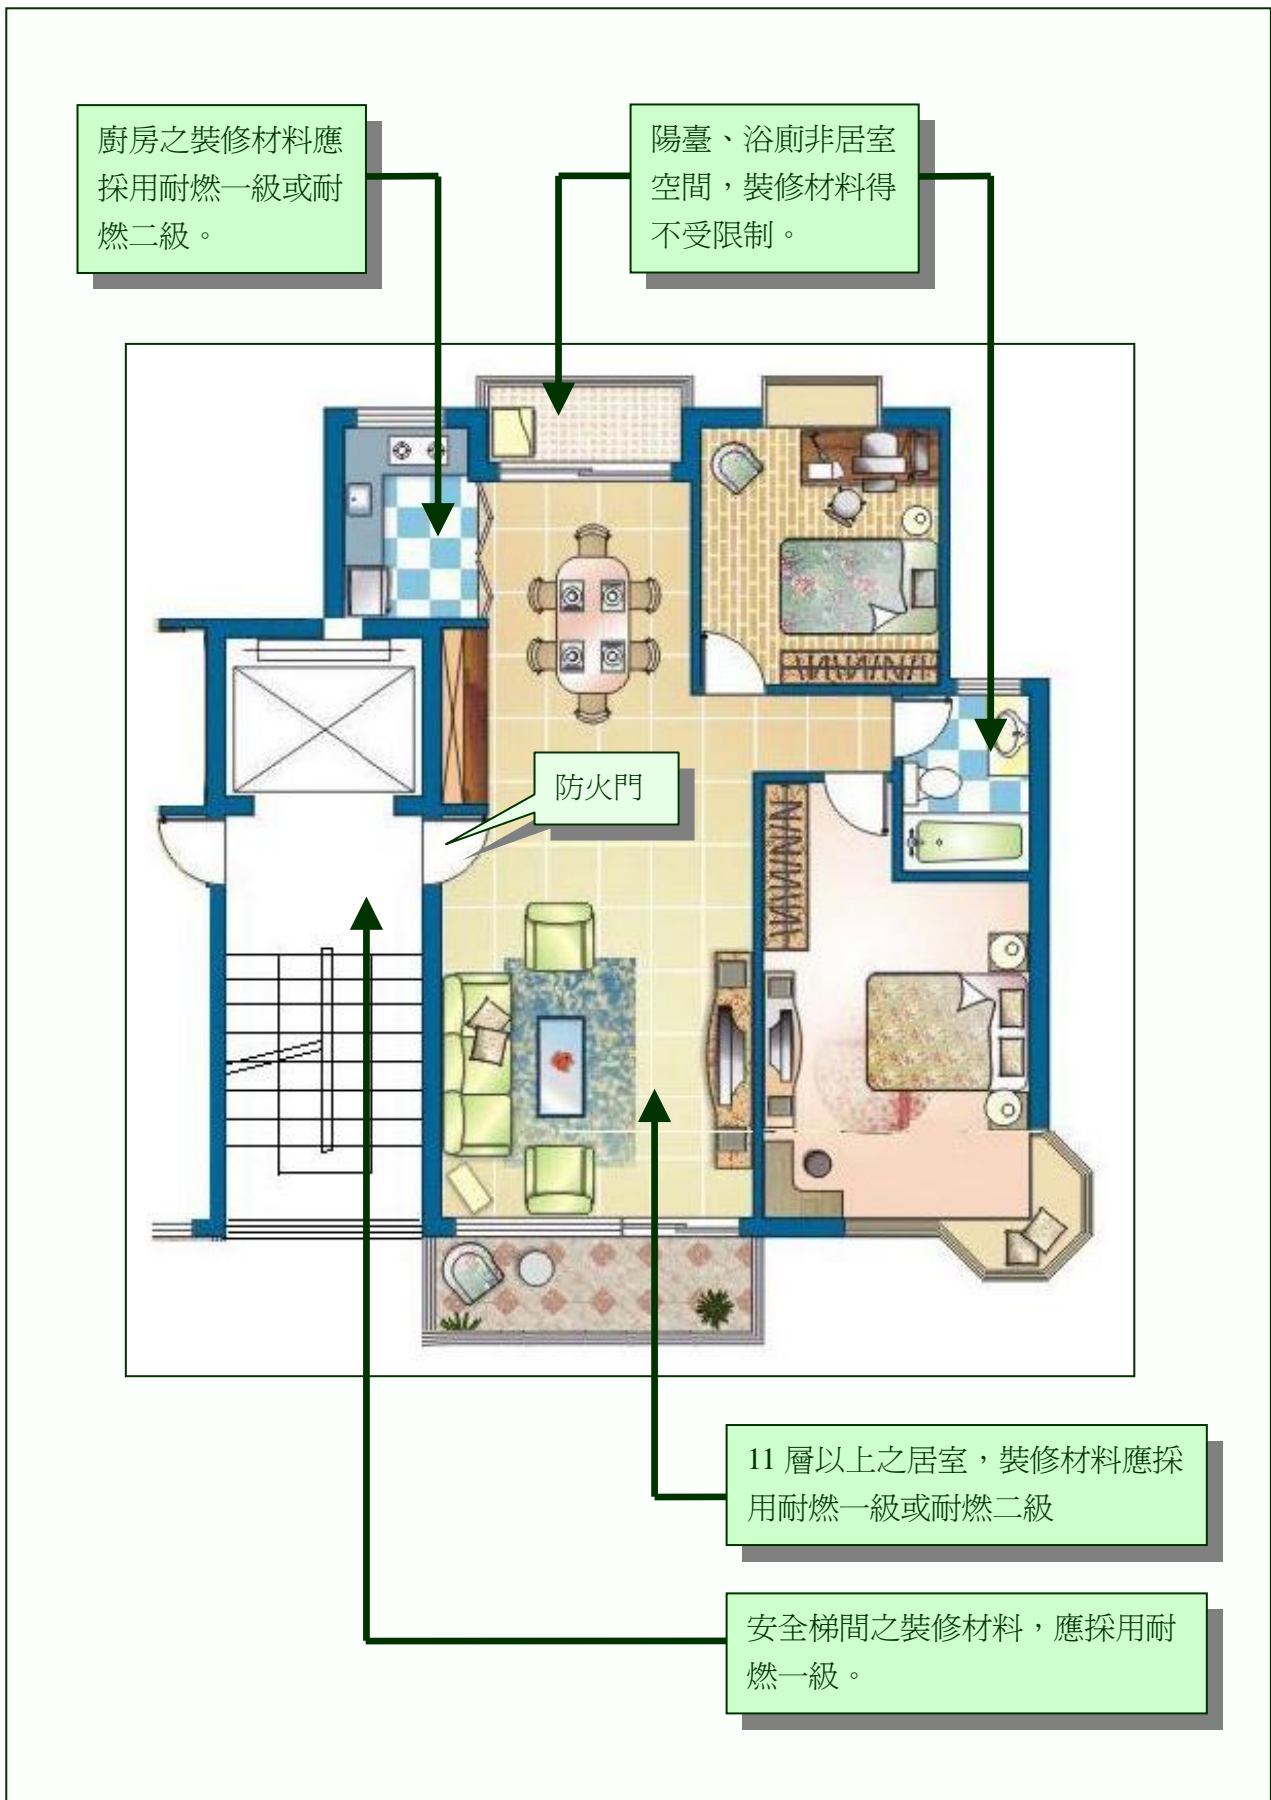 廚房之裝修材料應
採用耐燃一級或耐
燃二級。
陽臺、浴廁非居室
空間，裝修材料得
不受限制。
防火門
11 層以上之居室，裝修材料應採
用耐燃一級或耐燃二級
安全梯間之裝修材料，應採用耐
燃一級。